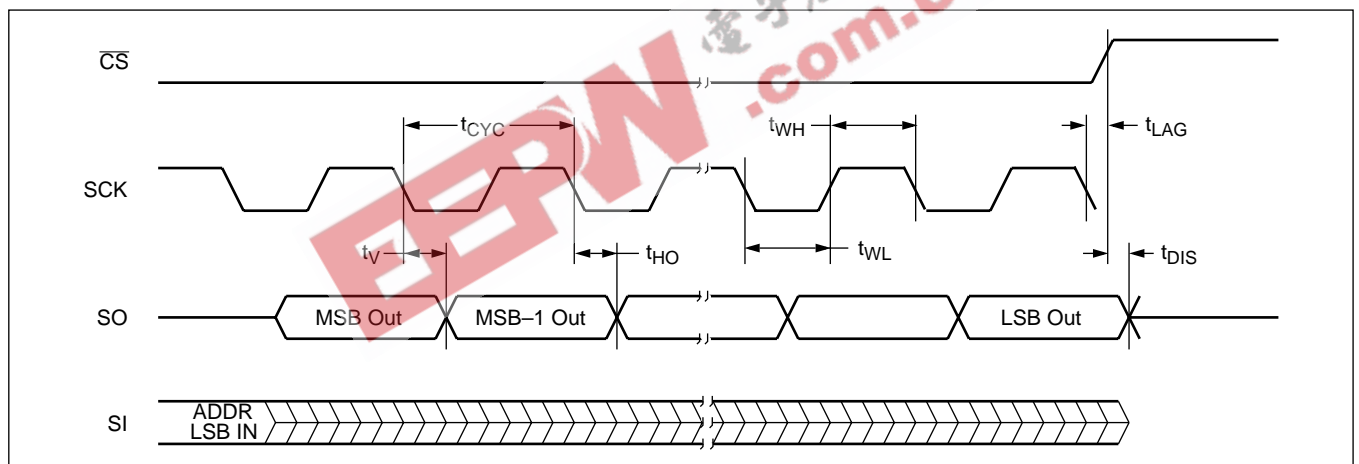 CS
tCYC
tWH
tLAG
SCK
tV
tHO
tWL
tDIS
SO
MSB Out
MSB–1 Out
LSB Out
SI
ADDR
LSB IN
EEPW
.com.c